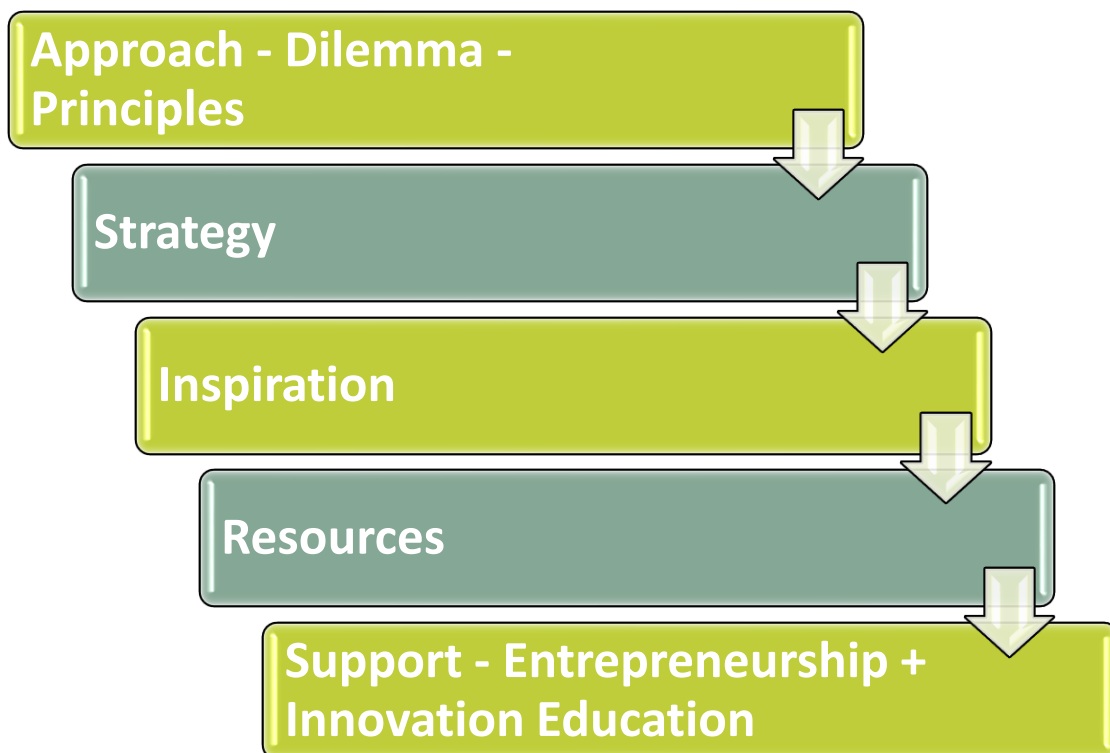 Approach - Dilemma -
Principles
Strategy
Inspiration
Resources
Support - Entrepreneurship +
Innovation Education